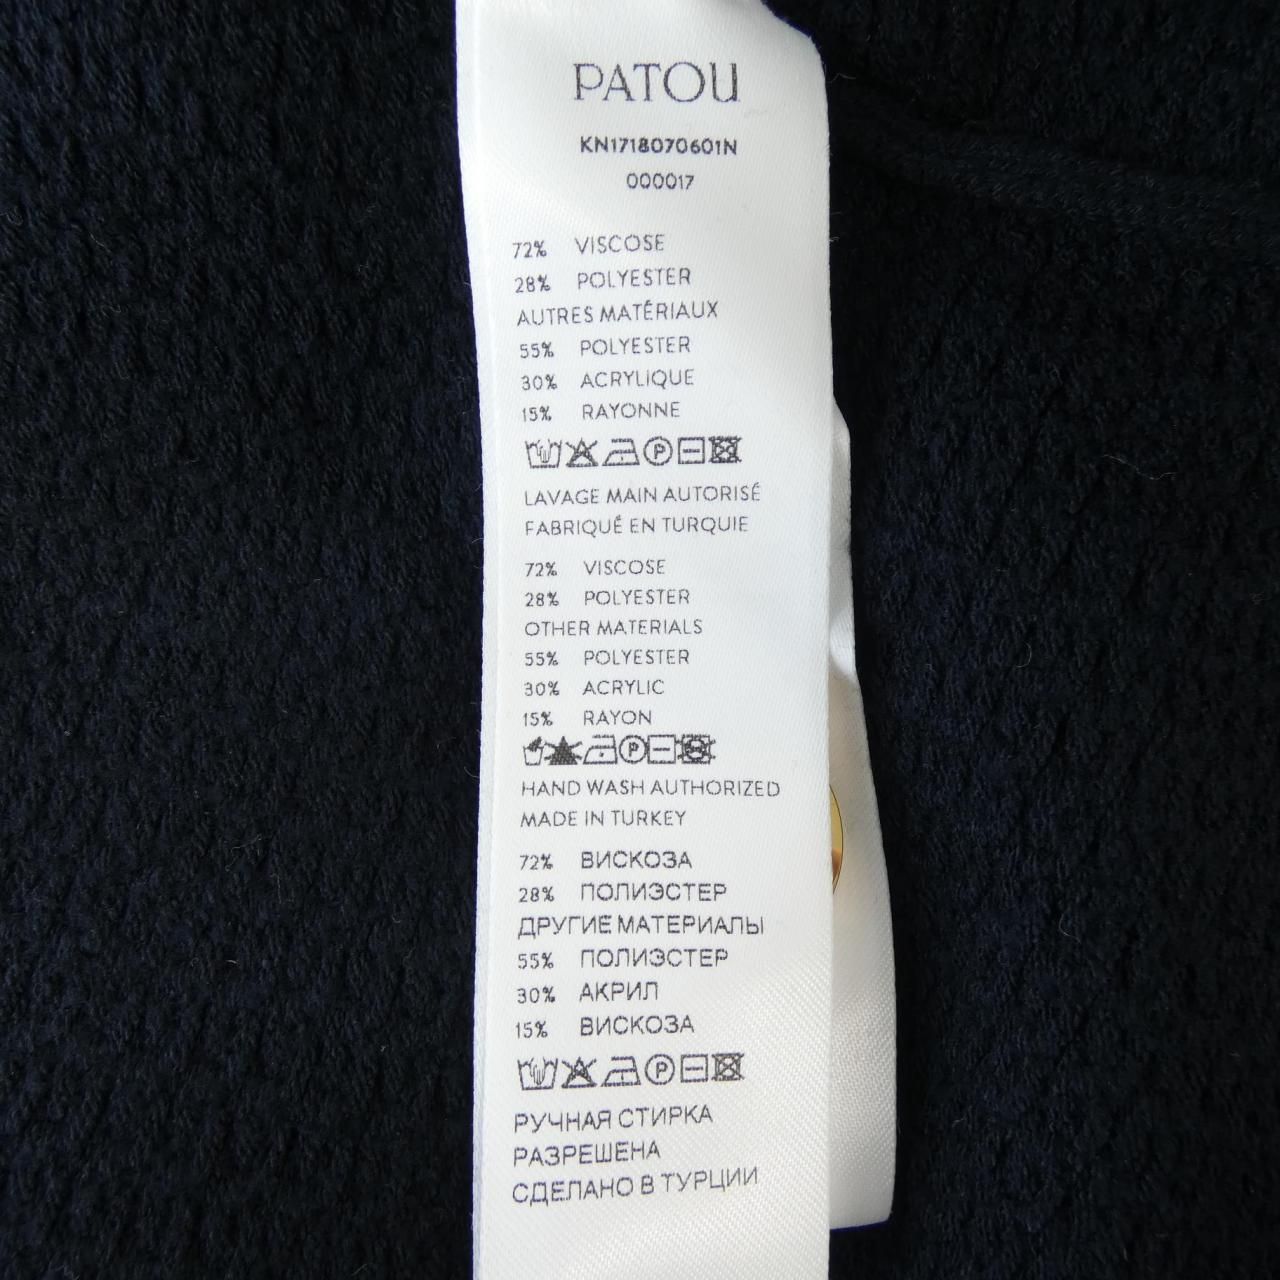 PATOU
KN1718070601N
000017
72% VISCOSE
28% POLYESTER
AUTRES MATÉRIAUX
55% POLYESTER
30% ACRYLIQUE
15% RAYONNE
P
LAVAGE MAIN AUTORISÉ
FABRIQUÉ EN TURQUIE
72% VISCOSE
28% POLYESTER
OTHER MATERIALS
55% POLYESTER
30% ACRYLIC
15% RAYON
P
HAND WASH AUTHORIZED
MADE IN TURKEY
72% ВИСКОЗА
28% ПОЛИЭСТЕР
ДРУГИЕ МАТЕРИАЛЫ
55% ПОЛИЭСТЕР
30% АКРИЛ
15% ВИСКОЗА
P
РУЧНАЯ СТИРКА
РАЗРЕШЕНА
СДЕЛАНО В ТУРЦИИ